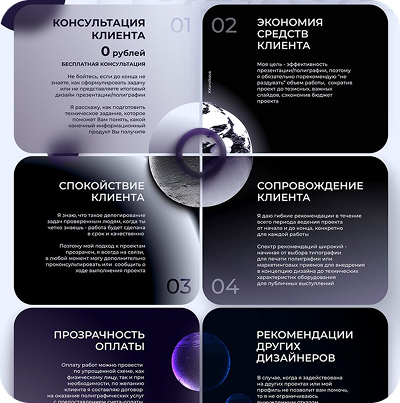 КОНСУЛЬТАЦИЯ
КЛИЕНТА
01
0 рублей
БЕСПЛАТНАЯ КОНСУЛЬТАЦИЯ
Не бойтесь, если до конца не
знаете, как сформулировать задачу
или не представляете итоговый
дизайн презентации/полиграфии
Я расскажу, как подготовить
техническое задание, которое
поможет Вам понять, какой
конечный информационный
продукт Вы получите
02
ЭКОНОМИЯ
СРЕДСТВ
КЛИЕНТА
Моя цель - эффективность
презентации/полиграфии, поэтому
я обязательно порекомендую "не
раздувать" объем работы, сократив
проект до тезисных, важных
слайдов, сэкономив бюджет
проекта
СПОКОЙСТВИЕ
КЛИЕНТА
Я знаю, что такое делегирование
задач проверенным людям, когда ты
четко знаешь - работа будет сделана
в срок и качественно
Поэтому мой подход к проектам
прозрачен, я всегда на связи,
в любой момент могу дополнительно
проконсультировать или сообщить о
ходе выполнения проекта
03
СОПРОВОЖДЕНИЕ
КЛИЕНТА
Я даю гибкие рекомендации в течение
всего периода ведения проекта
от начала и до конца, конкретно
для каждой работы
Спектр рекомендаций широкий -
начиная от выбора типографии
для печати полиграфии или
маркетинговых приемов для внедрения
в концепцию дизайна до технических
характеристик оборудования
для публичных выступлений
04
ПРОЗРАЧНОСТЬ
ОПЛАТЫ
Оплату работ можно провести
по упрощенной схеме, как
физическому лицу, так и при
необходимости, по желанию
клиента я составляю договор
на оказание полиграфических услуг
РЕКОМЕНДАЦИИ
ДРУГИХ
ДИЗАЙНЕРОВ
В случае, когда я задействована
на других проектах или мой
профиль не позволит вам помочь,
то я не ограничиваюсь